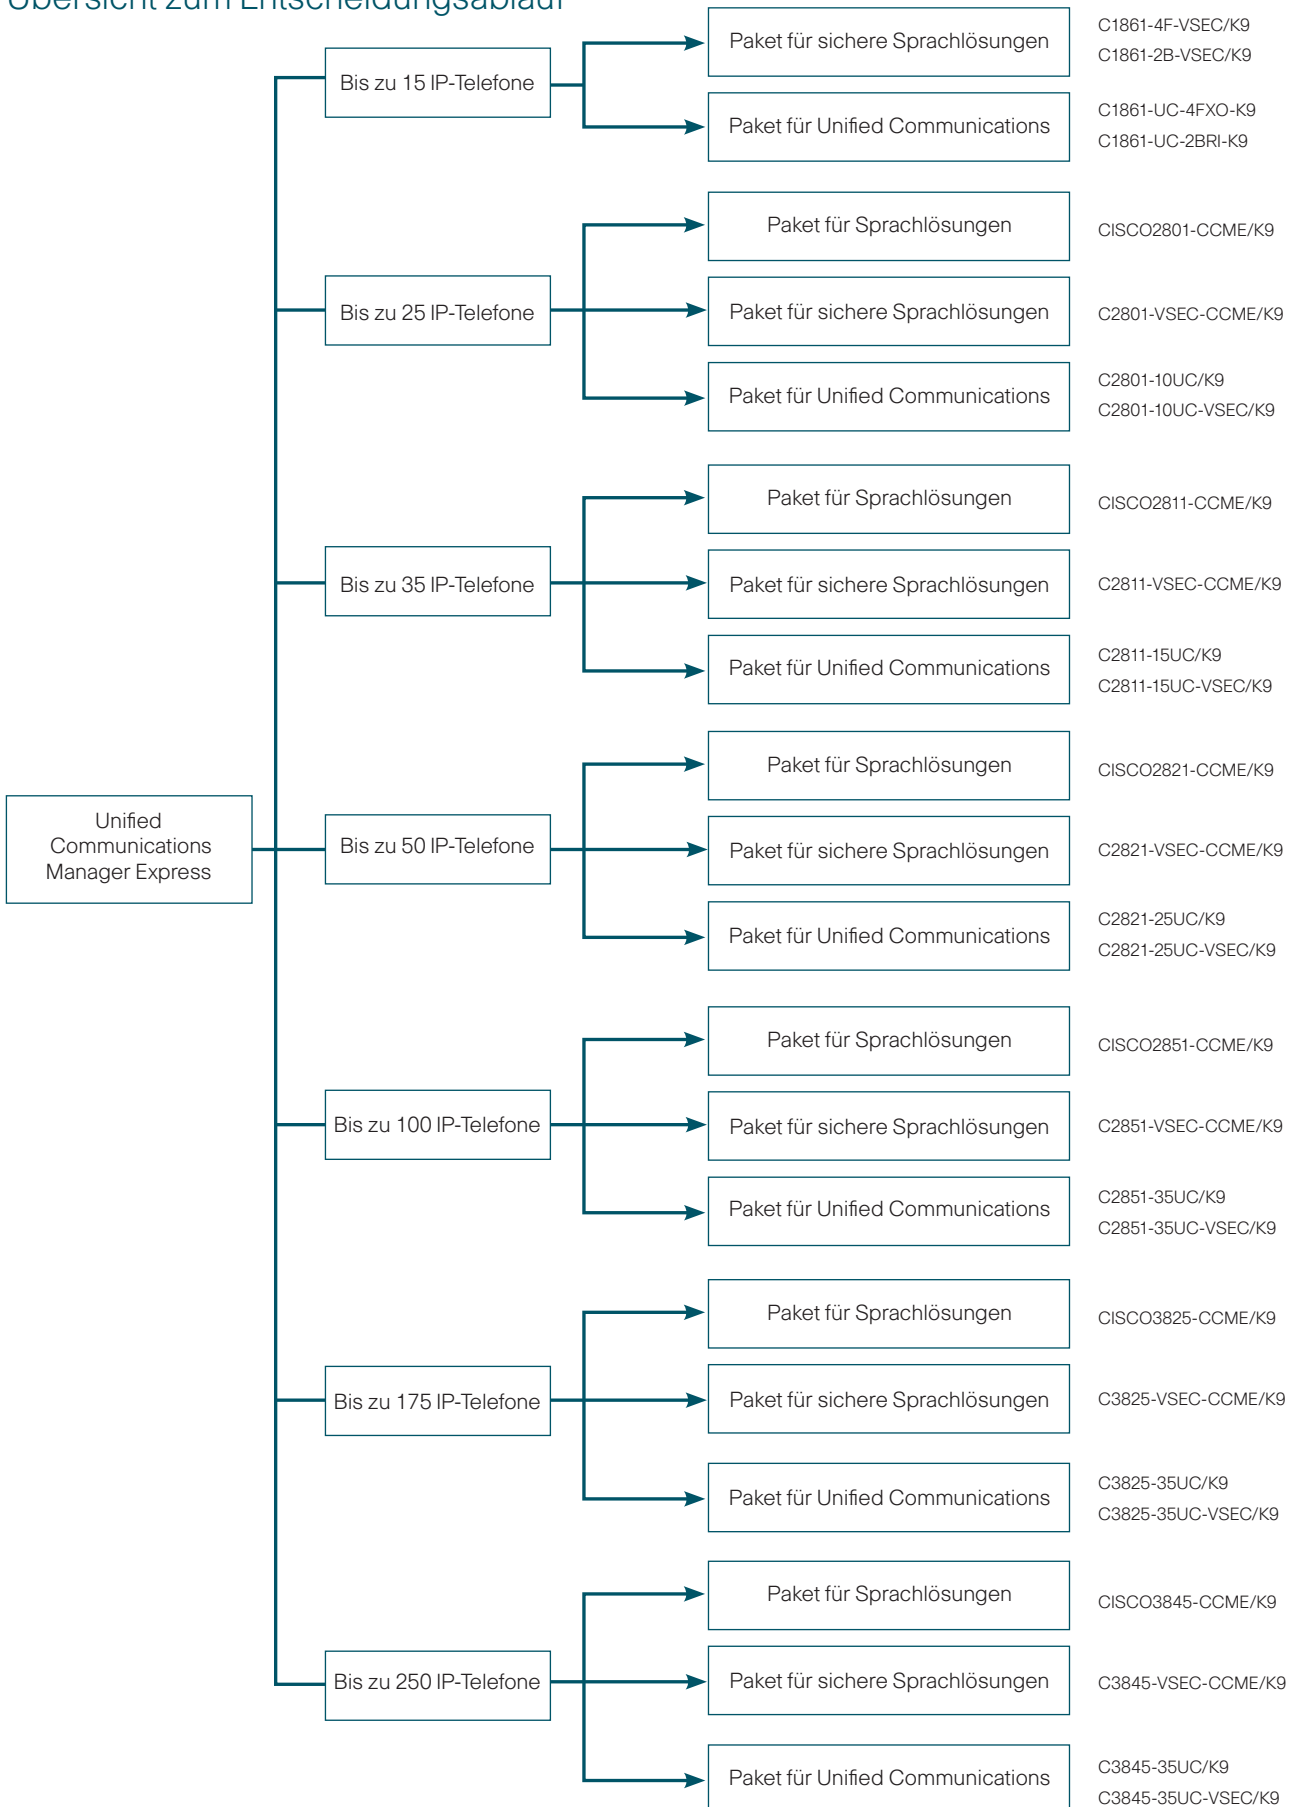 Übersicht zum Entscheidungsablauf
Bis zu 15 IP-Telefone
Paket für sichere Sprachlösungen
C1861-4F-VSEC/K9
C1861-2B-VSEC/K9
Paket für Unified Communications
C1861-UC-4FXO-K9
C1861-UC-2BRI-K9
Bis zu 25 IP-Telefone
Paket für Sprachlösungen
CISCO2801-CCME/K9
Paket für sichere Sprachlösungen
C2801-VSEC-CCME/K9
Paket für Unified Communications
C2801-10UC/K9
C2801-10UC-VSEC/K9
Bis zu 35 IP-Telefone
Paket für Sprachlösungen
CISCO2811-CCME/K9
Paket für sichere Sprachlösungen
C2811-VSEC-CCME/K9
Paket für Unified Communications
C2811-15UC/K9
C2811-15UC-VSEC/K9
Unified
Communications
Manager Express
Bis zu 50 IP-Telefone
Paket für Sprachlösungen
CISCO2821-CCME/K9
Paket für sichere Sprachlösungen
C2821-VSEC-CCME/K9
Paket für Unified Communications
C2821-25UC/K9
C2821-25UC-VSEC/K9
Bis zu 100 IP-Telefone
Paket für Sprachlösungen
CISCO2851-CCME/K9
Paket für sichere Sprachlösungen
C2851-VSEC-CCME/K9
Paket für Unified Communications
C2851-35UC/K9
C2851-35UC-VSEC/K9
Bis zu 175 IP-Telefone
Paket für Sprachlösungen
CISCO3825-CCME/K9
Paket für sichere Sprachlösungen
C3825-VSEC-CCME/K9
Paket für Unified Communications
C3825-35UC/K9
C3825-35UC-VSEC/K9
Bis zu 250 IP-Telefone
Paket für Sprachlösungen
CISCO3845-CCME/K9
Paket für sichere Sprachlösungen
C3845-VSEC-CCME/K9
Paket für Unified Communications
C3845-35UC/K9
C3845-35UC-VSEC/K9